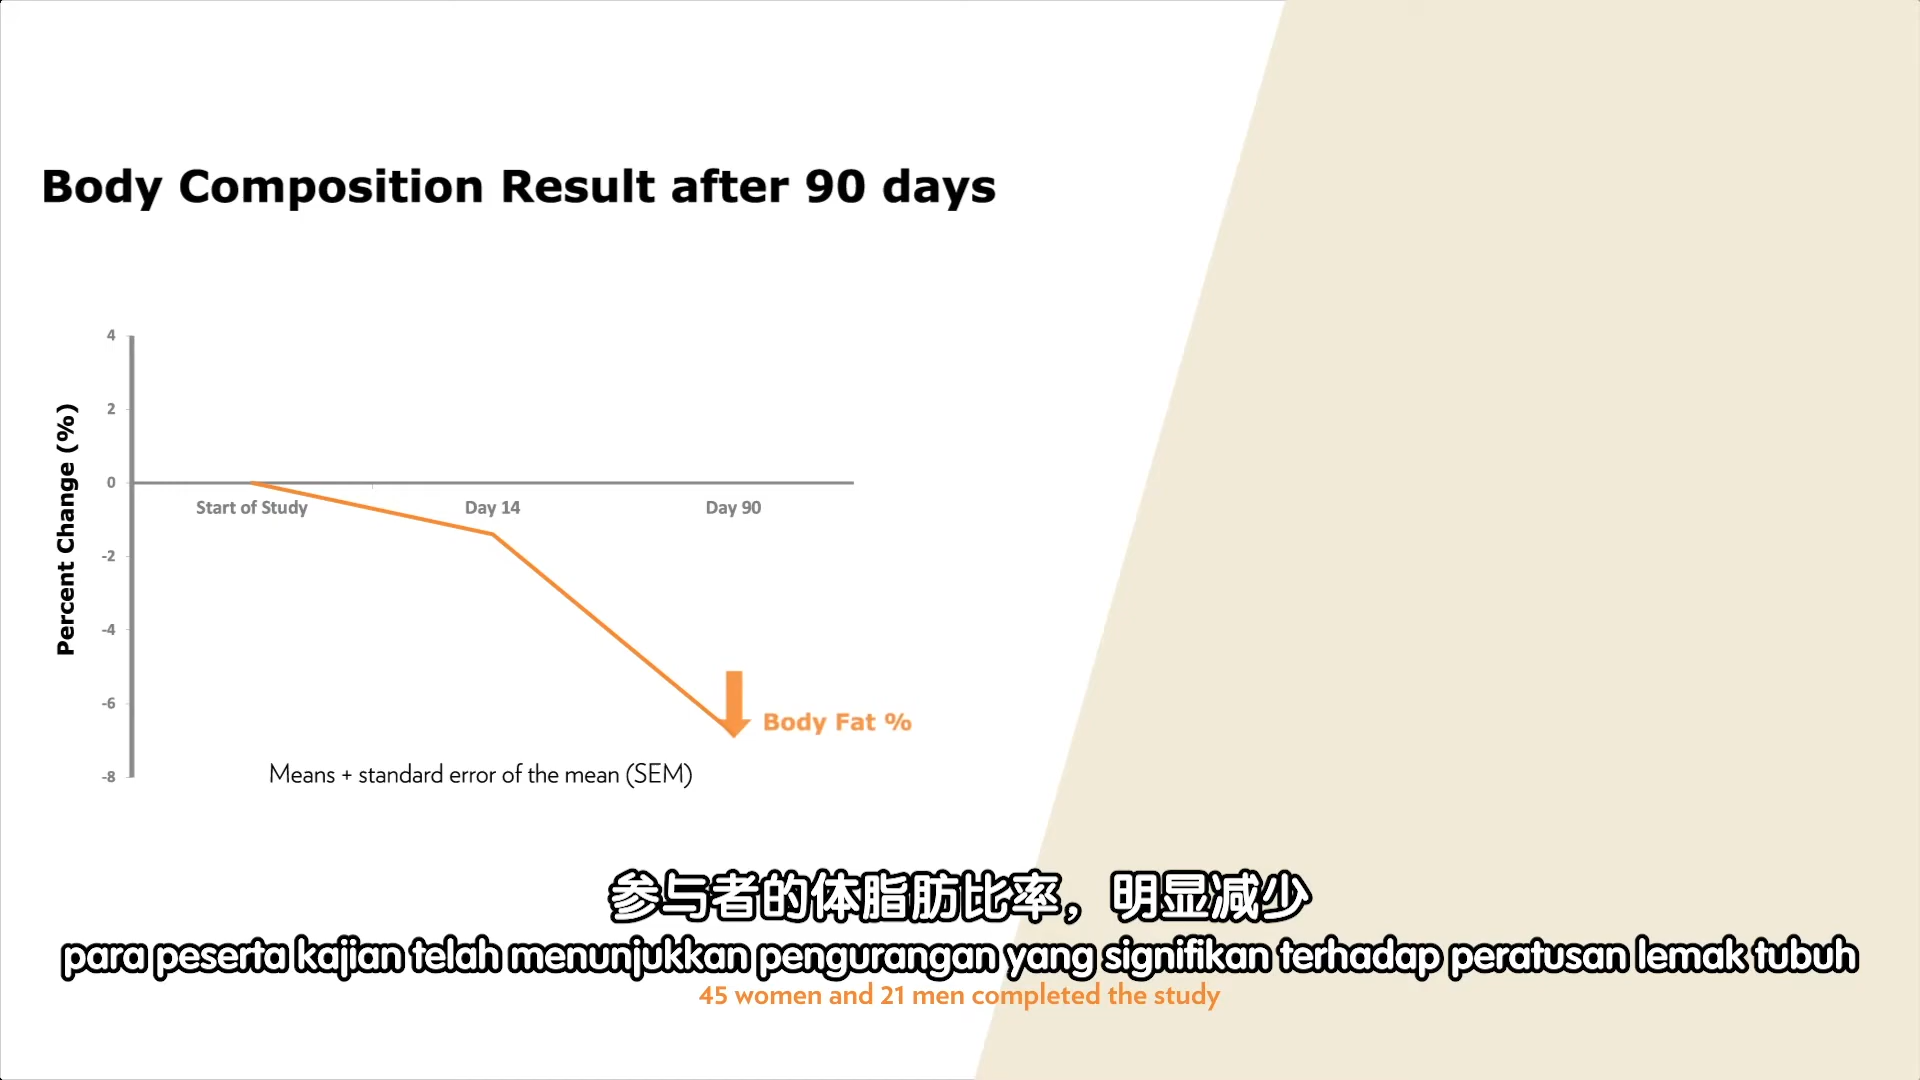 Body Composition Result after 90 days
4
2
0
-2
-4
-6
-8
Percent Change (%)
Start of Study
Day 14
Day 90
Body Fat %
Means + standard error of the mean (SEM)
参与者的体脂肪比率，明显减少
para peserta kajian telah menunjukkan pengurangan yang signifikan terhadap peratusan lemak tubuh
45 women and 21 men completed the study